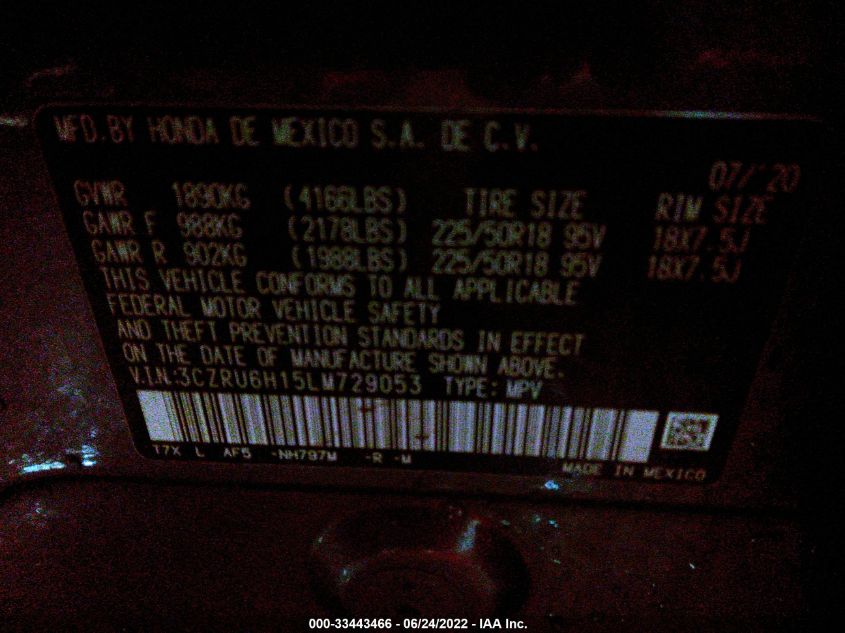 MFD.BY HONDA DE MEXICO S.A. DE C.V.
07/'20
GVWR 1890KG (4166LBS) TIRE SIZE RIM SIZE
GAWR F 988KG (2178LBS) 225/50R18 95V 18X7.5J
GAWR R 902KG (1988LBS) 225/50R18 95V 18X7.5J
THIS VEHICLE CONFORMS TO ALL APPLICABLE
FEDERAL MOTOR VEHICLE SAFETY
AND THEFT PREVENTION STANDARDS IN EFFECT
ON THE DATE OF MANUFACTURE SHOWN ABOVE.
V.I.N:3CZRU6H15LM729053 TYPE: MPV
T7X L AF5 -NH797M -R -M
MADE IN MEXICO
000-33443466 - 06/24/2022 - IAA Inc.